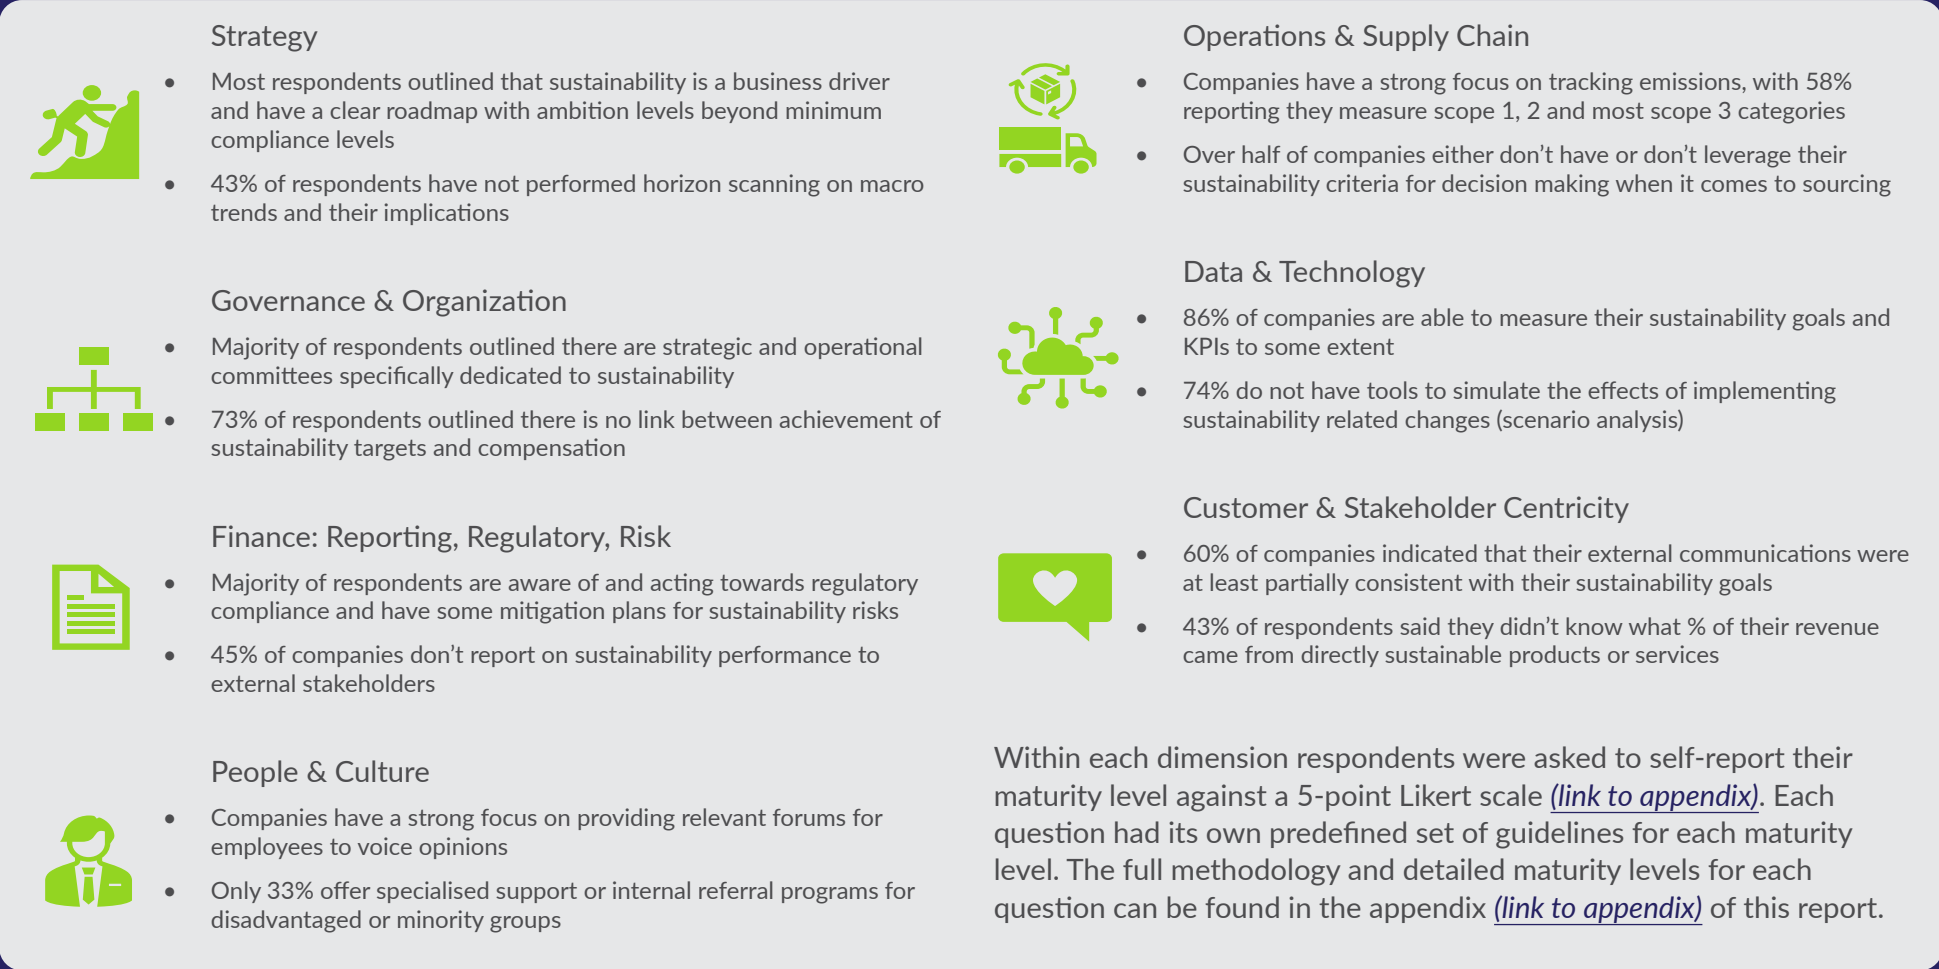 Strategy
• Most respondents outlined that sustainability is a business driver
and have a clear roadmap with ambition levels beyond minimum
compliance levels
• 43% of respondents have not performed horizon scanning on macro
trends and their implications
Governance & Organization
• Majority of respondents outlined there are strategic and operational
committees specifically dedicated to sustainability
• 73% of respondents outlined there is no link between achievement of
sustainability targets and compensation
Finance: Reporting, Regulatory, Risk
• Majority of respondents are aware of and acting towards regulatory
compliance and have some mitigation plans for sustainability risks
• 45% of companies don’t report on sustainability performance to
external stakeholders
People & Culture
• Companies have a strong focus on providing relevant forums for
employees to voice opinions
• Only 33% offer specialised support or internal referral programs for
disadvantaged or minority groups
Operations & Supply Chain
• Companies have a strong focus on tracking emissions, with 58%
reporting they measure scope 1, 2 and most scope 3 categories
• Over half of companies either don’t have or don’t leverage their
sustainability criteria for decision making when it comes to sourcing
Data & Technology
• 86% of companies are able to measure their sustainability goals and
KPIs to some extent
• 74% do not have tools to simulate the effects of implementing
sustainability related changes (scenario analysis)
Customer & Stakeholder Centricity
• 60% of companies indicated that their external communications were
at least partially consistent with their sustainability goals
• 43% of respondents said they didn’t know what % of their revenue
came from directly sustainable products or services
Within each dimension respondents were asked to self-report their
maturity level against a 5-point Likert scale (link to appendix). Each
question had its own predefined set of guidelines for each maturity
level. The full methodology and detailed maturity levels for each
question can be found in the appendix (link to appendix) of this report.